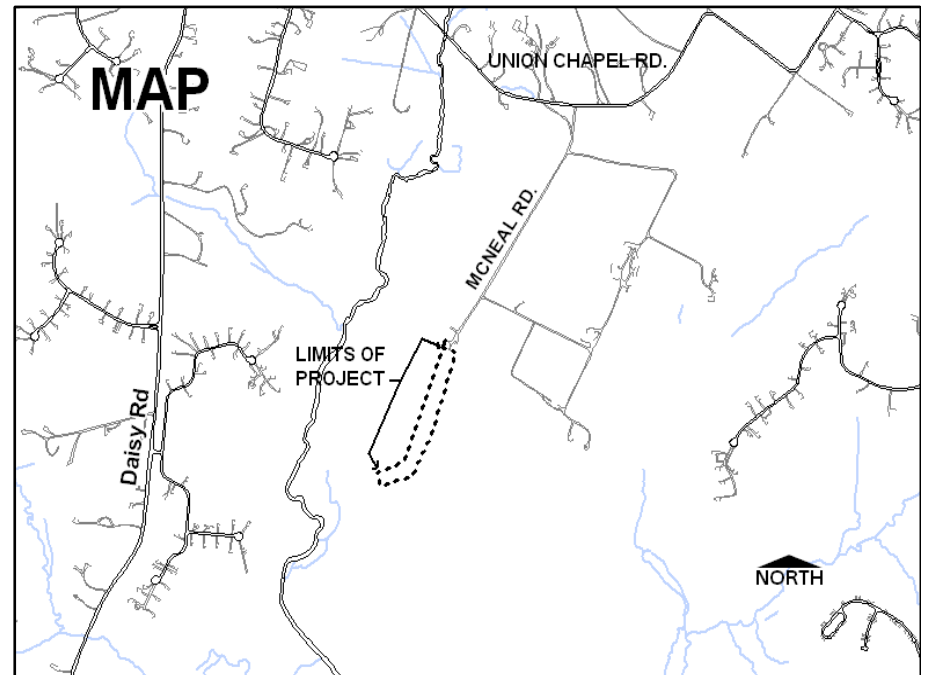 UNION CHAPEL RD.
MAP
MCNEAL RD.
LIMITS OF
PROJECT
Daisy Rd
NORTH